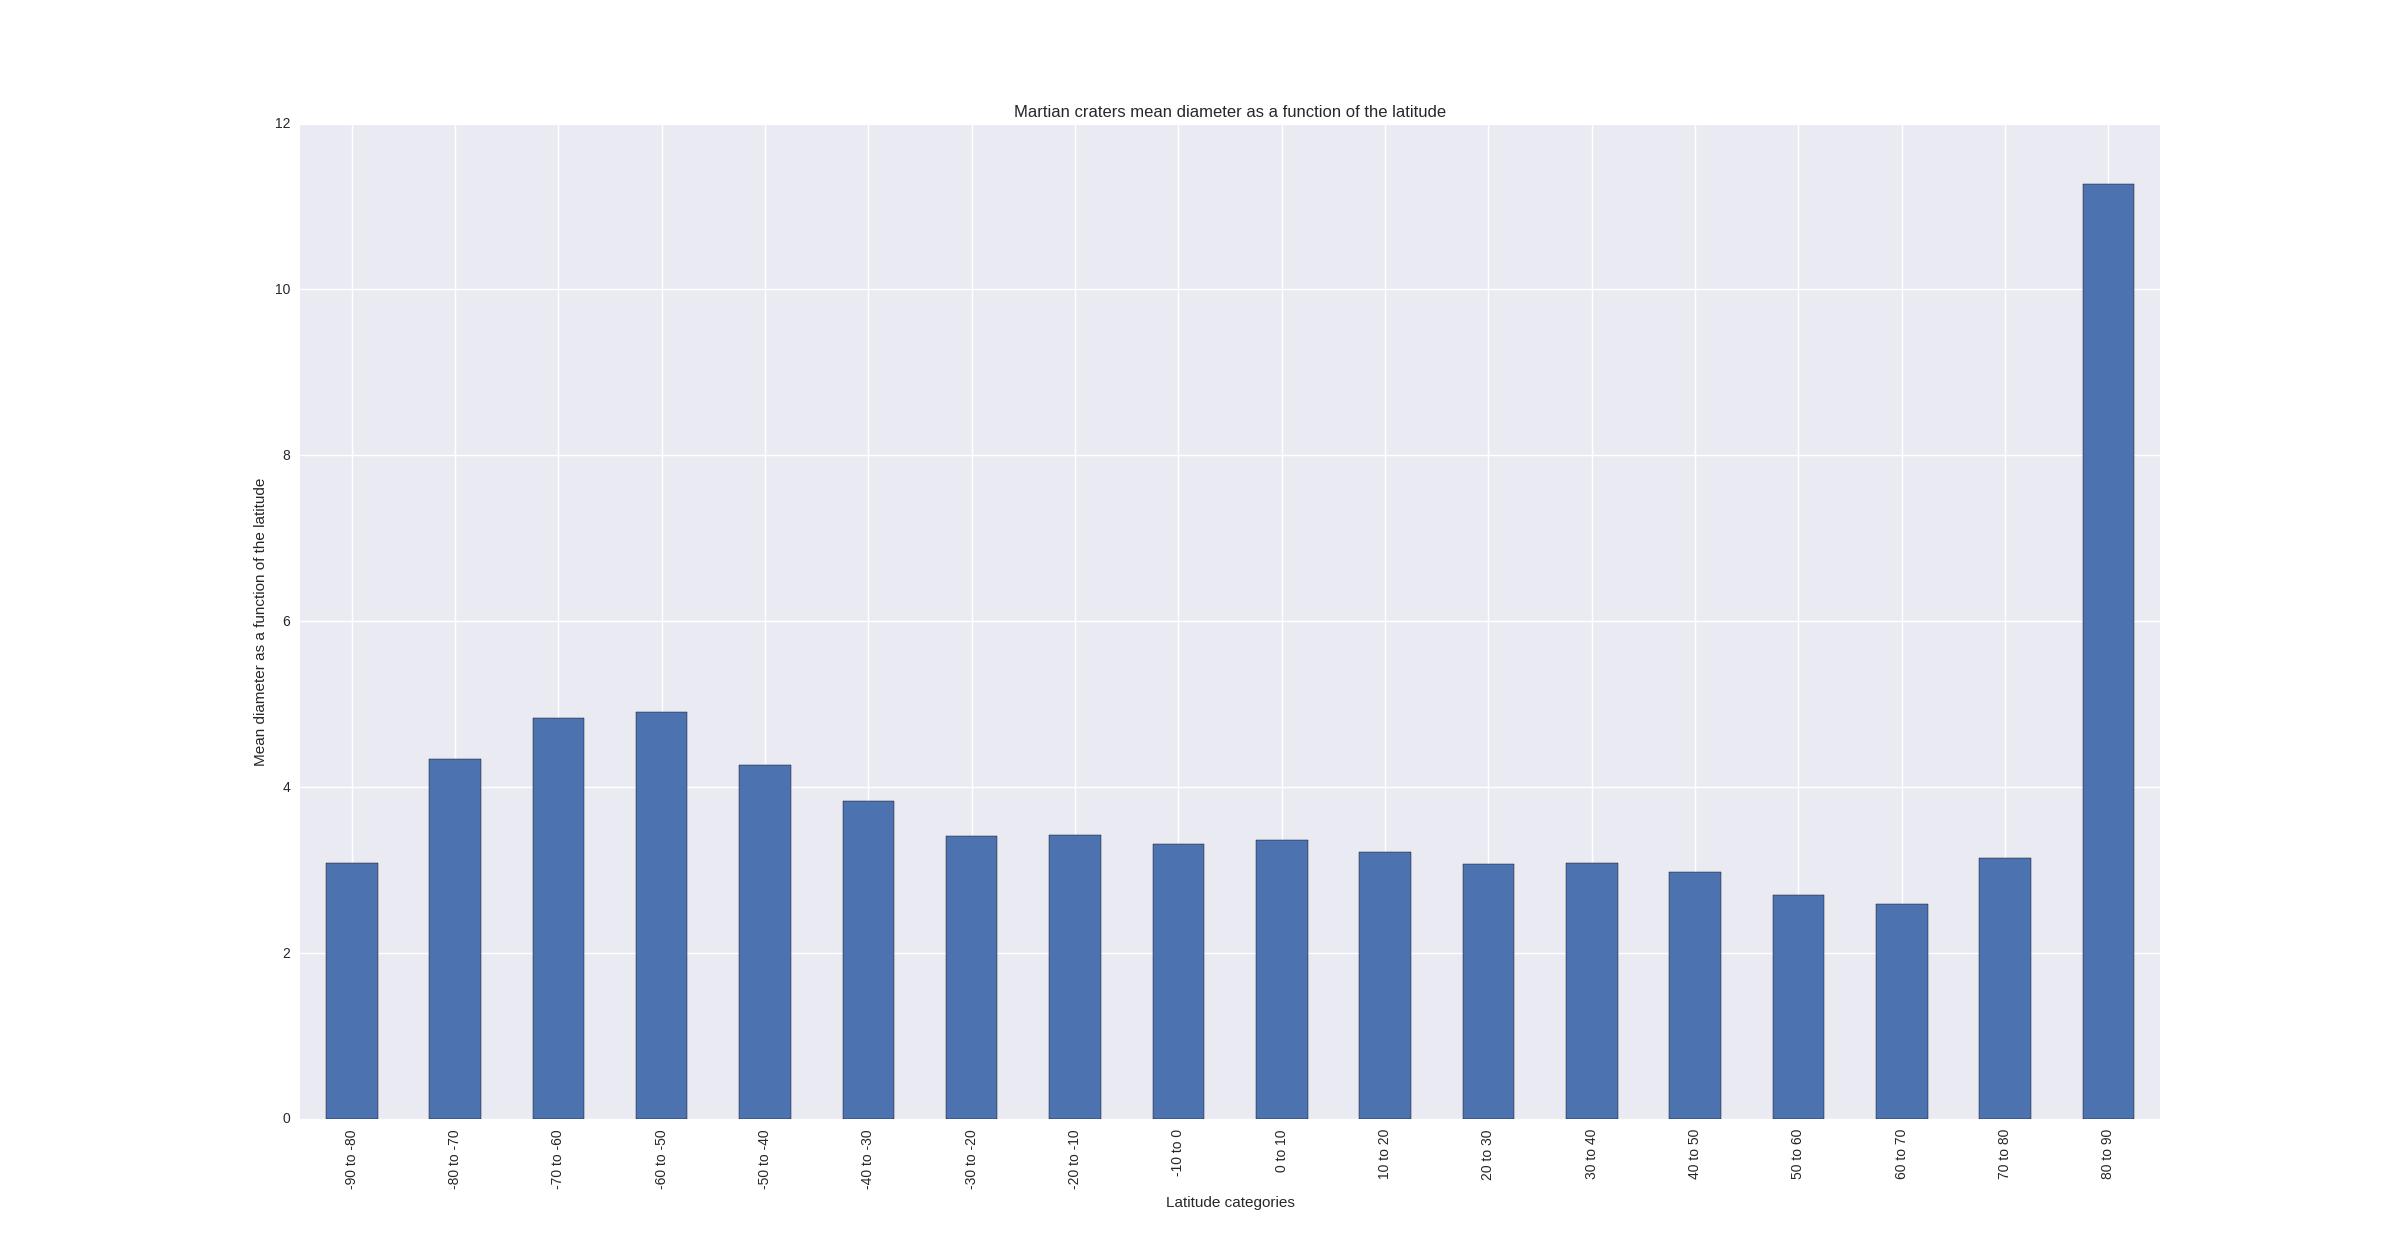 Martian craters mean diameter as a function of the latitude
12
10
8
6
4
2
0
Mean diameter as a function of the latitude
-90 to -80
-80 to -70
-70 to -60
-60 to -50
-50 to -40
-40 to -30
-30 to -20
-20 to -10
-10 to 0
0 to 10
10 to 20
20 to 30
30 to 40
40 to 50
50 to 60
60 to 70
70 to 80
80 to 90
Latitude categories